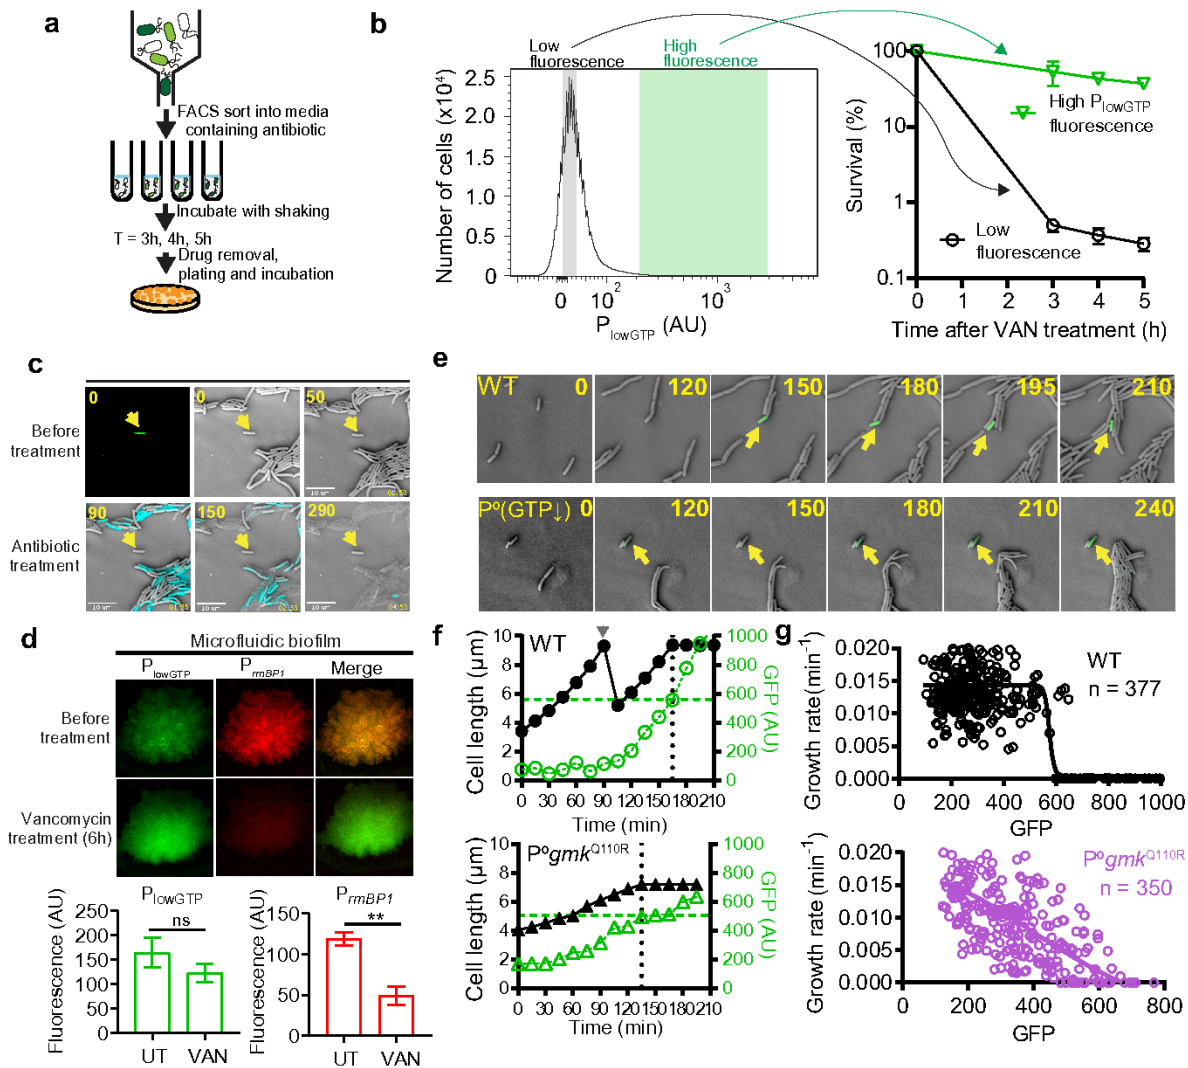 a
FACS sort into media
containing antibiotic
Incubate with shaking
T = 3h, 4h, 5h
Drug removal,
plating and incubation
b
Low
fluorescence
High
fluorescence
Number of cells (x10⁴)
2.5
2.0
1.5
1.0
0.5
0
0 10² 10³
PlowGTP (AU)
Survival (%)
100
10
1
0.1
High PlowGTP
fluorescence
Low
fluorescence
0 1 2 3 4 5
Time after VAN treatment (h)
c
Before
treatment
0 0 50
Antibiotic
treatment
90 150 290
d
Microfluidic biofilm
PlowGTP PrrnBP1 Merge
Before
treatment
Vancomycin
treatment (6h)
PlowGTP
Fluorescence (AU)
250
200
150
100
50
0
ns
UT VAN
PrrnBP1
Fluorescence (AU)
150
100
50
0
**
UT VAN
e
WT 0 120 150 180 195 210
Pº(GTP↓) 0 120 150 180 210 240
f
WT
Cell length (µm)
10
8
6
4
2
0
GFP (AU)
1000
800
600
400
200
0
0 30 60 90 120 150 180 210
Time (min)
PºgmkQ110R
Cell length (µm)
10
8
6
4
2
0
GFP (AU)
1000
800
600
400
200
0
0 30 60 90 120 150 180 210
Time (min)
g
WT
n = 377
Growth rate (min⁻¹)
0.020
0.015
0.010
0.005
0.000
0 200 400 600 800 1000
GFP
PºgmkQ110R
n = 350
Growth rate (min⁻¹)
0.020
0.015
0.010
0.005
0.000
0 200 400 600 800
GFP